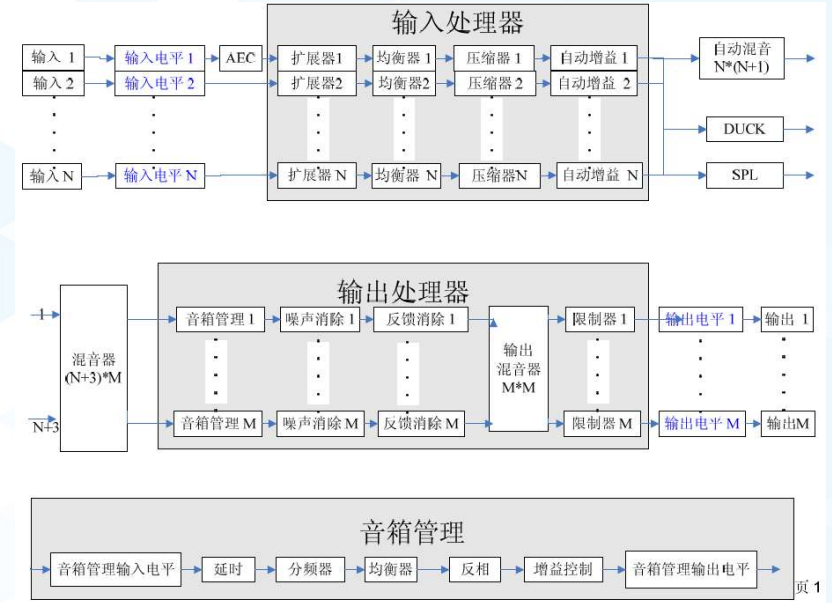 输入处理器
输入 1 输入电平 1 AEC 扩展器1 均衡器 1 压缩器 1 自动增益 1 自动混音
N*(N+1)
输入 2 输入电平 2 扩展器2 均衡器2 压缩器 2 自动增益 2
DUCK
输入 N 输入电平 N 扩展器 N 均衡器 N 压缩器N 自动增益 N SPL
输出处理器
1 音箱管理 1 噪声消除 1 反馈消除 1 限制器 1 输出电平 1 输出 1
混音器
(N+3)*M
输出
混音器
M*M
N+3 音箱管理 M 噪声消除 M 反馈消除 M 限制器 M 输出电平 M 输出M
音箱管理
音箱管理输入电平 延时 分频器 均衡器 反相 增益控制 音箱管理输出电平
页 1